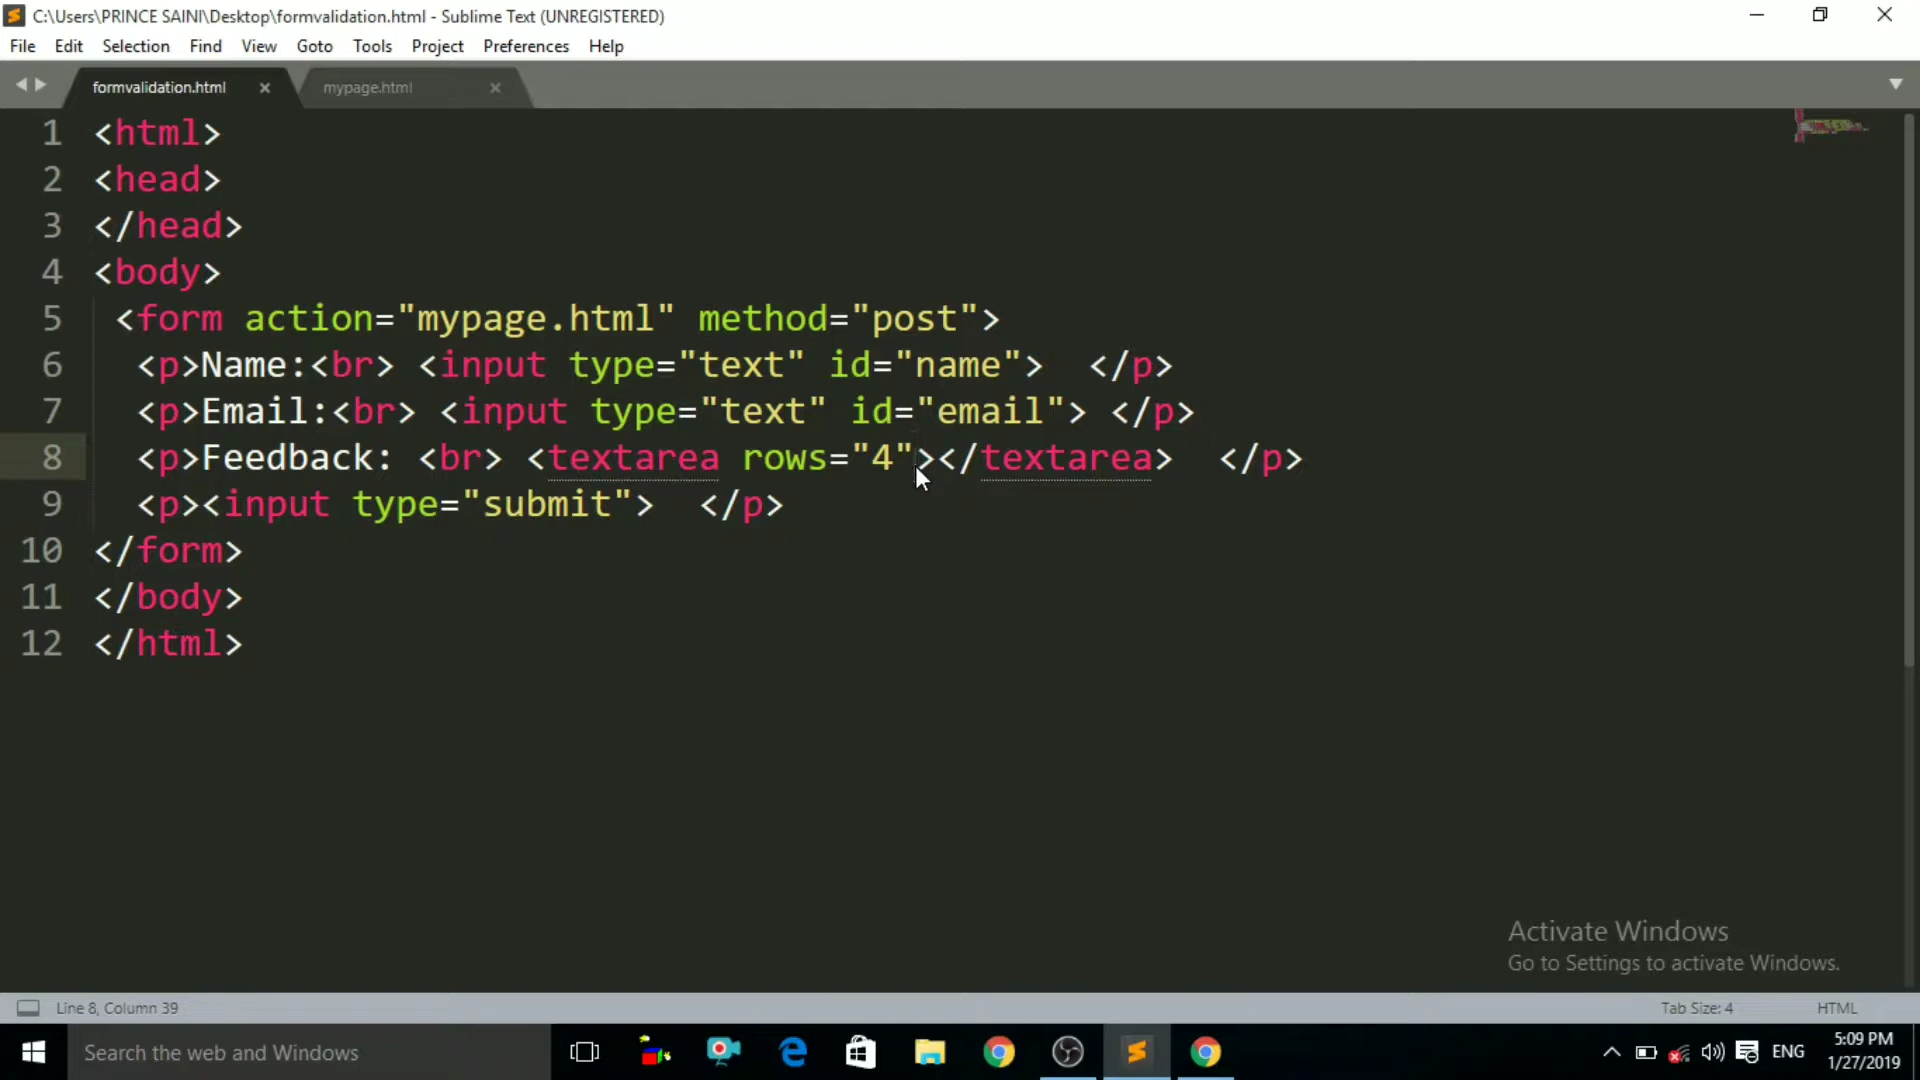 C:\Users\PRINCE SAINI\Desktop\formvalidation.html - Sublime Text (UNREGISTERED)
File Edit Selection Find View Goto Tools Project Preferences Help
formvalidation.html mypage.html
1 <html>
2 <head>
3 </head>
4 <body>
5 <form action="mypage.html" method="post">
6 <p>Name:<br> <input type="text" id="name">  </p>
7 <p>Email:<br> <input type="text" id="email"> </p>
8 <p>Feedback: <br> <textarea rows="4"></textarea>  </p>
9 <p><input type="submit">  </p>
10 </form>
11 </body>
12 </html>
Activate Windows
Go to Settings to activate Windows.
Line 8, Column 39 Tab Size: 4 HTML
Search the web and Windows ENG 5:09 PM
1/27/2019